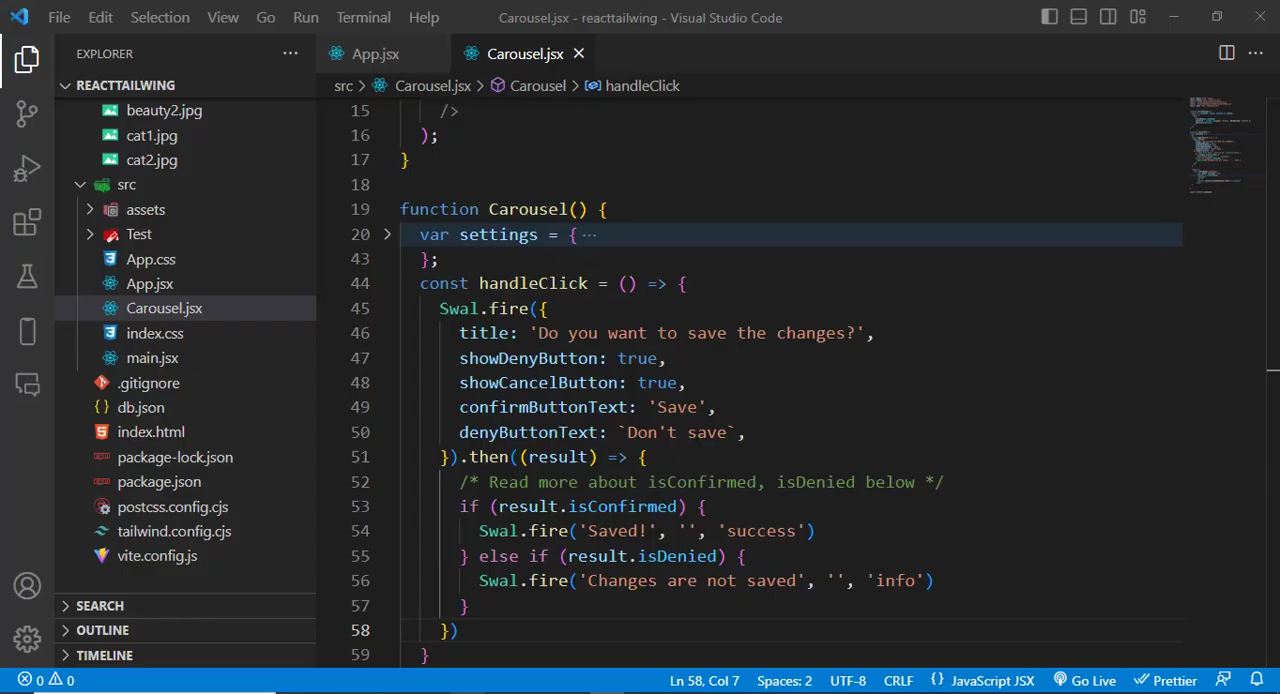 File Edit Selection View Go Run Terminal Help Carousel.jsx - reacttailwing - Visual Studio Code
EXPLORER
App.jsx Carousel.jsx
REACTTAILWING
src > Carousel.jsx > Carousel > handleClick
beauty2.jpg
cat1.jpg
cat2.jpg
src
assets
Test
App.css
App.jsx
Carousel.jsx
index.css
main.jsx
.gitignore
db.json
index.html
package-lock.json
package.json
postcss.config.cjs
tailwind.config.cjs
vite.config.js
SEARCH
OUTLINE
TIMELINE
15 />
16 );
17 }
18
19 function Carousel() {
20 var settings = { ···
43 };
44 const handleClick = () => {
45 Swal.fire({
46 title: 'Do you want to save the changes?',
47 showDenyButton: true,
48 showCancelButton: true,
49 confirmButtonText: 'Save',
50 denyButtonText: `Don't save`,
51 }).then((result) => {
52 /* Read more about isConfirmed, isDenied below */
53 if (result.isConfirmed) {
54 Swal.fire('Saved!', '', 'success')
55 } else if (result.isDenied) {
56 Swal.fire('Changes are not saved', '', 'info')
57 }
58 })
59 }
0 0 Ln 58, Col 7 Spaces: 2 UTF-8 CRLF {} JavaScript JSX Go Live Prettier